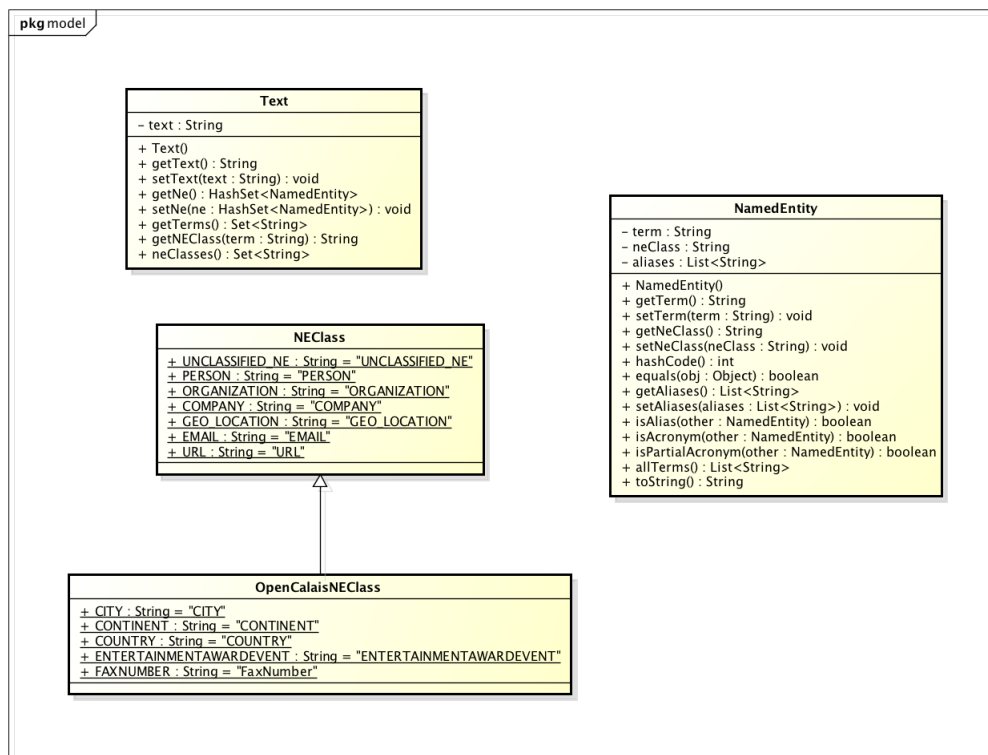 pkg model
Text
– text : String
+ Text()
+ getText() : String
+ setText(text : String) : void
+ getNe() : HashSet<NamedEntity>
+ setNe(ne : HashSet<NamedEntity>) : void
+ getTerms() : Set<String>
+ getNEClass(term : String) : String
+ neClasses() : Set<String>
NamedEntity
– term : String
– neClass : String
– aliases : List<String>
+ NamedEntity()
+ getTerm() : String
+ setTerm(term : String) : void
+ getNeClass() : String
+ setNeClass(neClass : String) : void
+ hashCode() : int
+ equals(obj : Object) : boolean
+ getAliases() : List<String>
+ setAliases(aliases : List<String>) : void
+ isAlias(other : NamedEntity) : boolean
+ isAcronym(other : NamedEntity) : boolean
+ isPartialAcronym(other : NamedEntity) : boolean
+ allTerms() : List<String>
+ toString() : String
NEClass
+ UNCLASSIFIED_NE : String = "UNCLASSIFIED_NE"
+ PERSON : String = "PERSON"
+ ORGANIZATION : String = "ORGANIZATION"
+ COMPANY : String = "COMPANY"
+ GEO_LOCATION : String = "GEO_LOCATION"
+ EMAIL : String = "EMAIL"
+ URL : String = "URL"
OpenCalaisNEClass
+ CITY : String = "CITY"
+ CONTINENT : String = "CONTINENT"
+ COUNTRY : String = "COUNTRY"
+ ENTERTAINMENTAWARDEVENT : String = "ENTERTAINMENTAWARDEVENT"
+ FAXNUMBER : String = "FaxNumber"